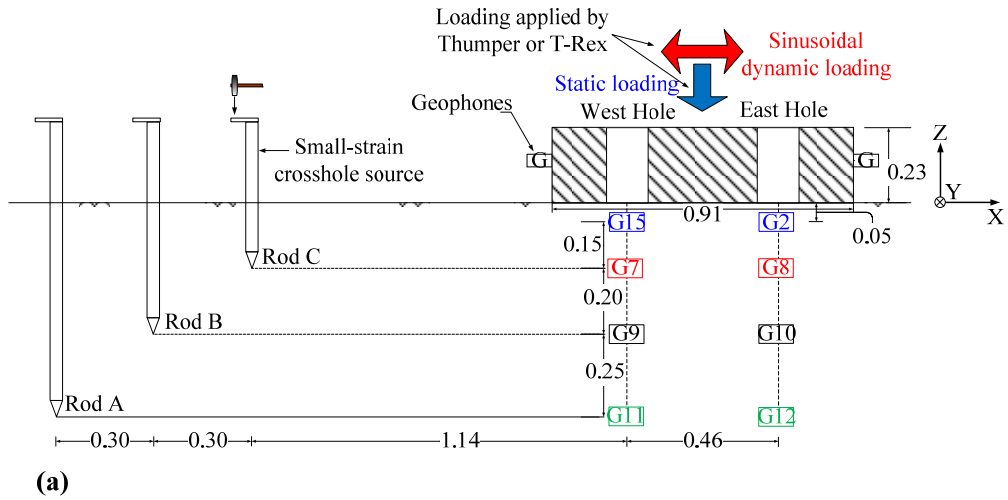 Loading applied by
Thumper or T-Rex
Sinusoidal
dynamic loading
Static loading
Geophones
West Hole
East Hole
Small-strain
crosshole source
G
G
0.23
Z
Y
X
0.91
0.05
G15
G2
0.15
Rod C
G7
G8
0.20
Rod B
G9
G10
0.25
Rod A
G11
G12
0.30
0.30
1.14
0.46
(a)